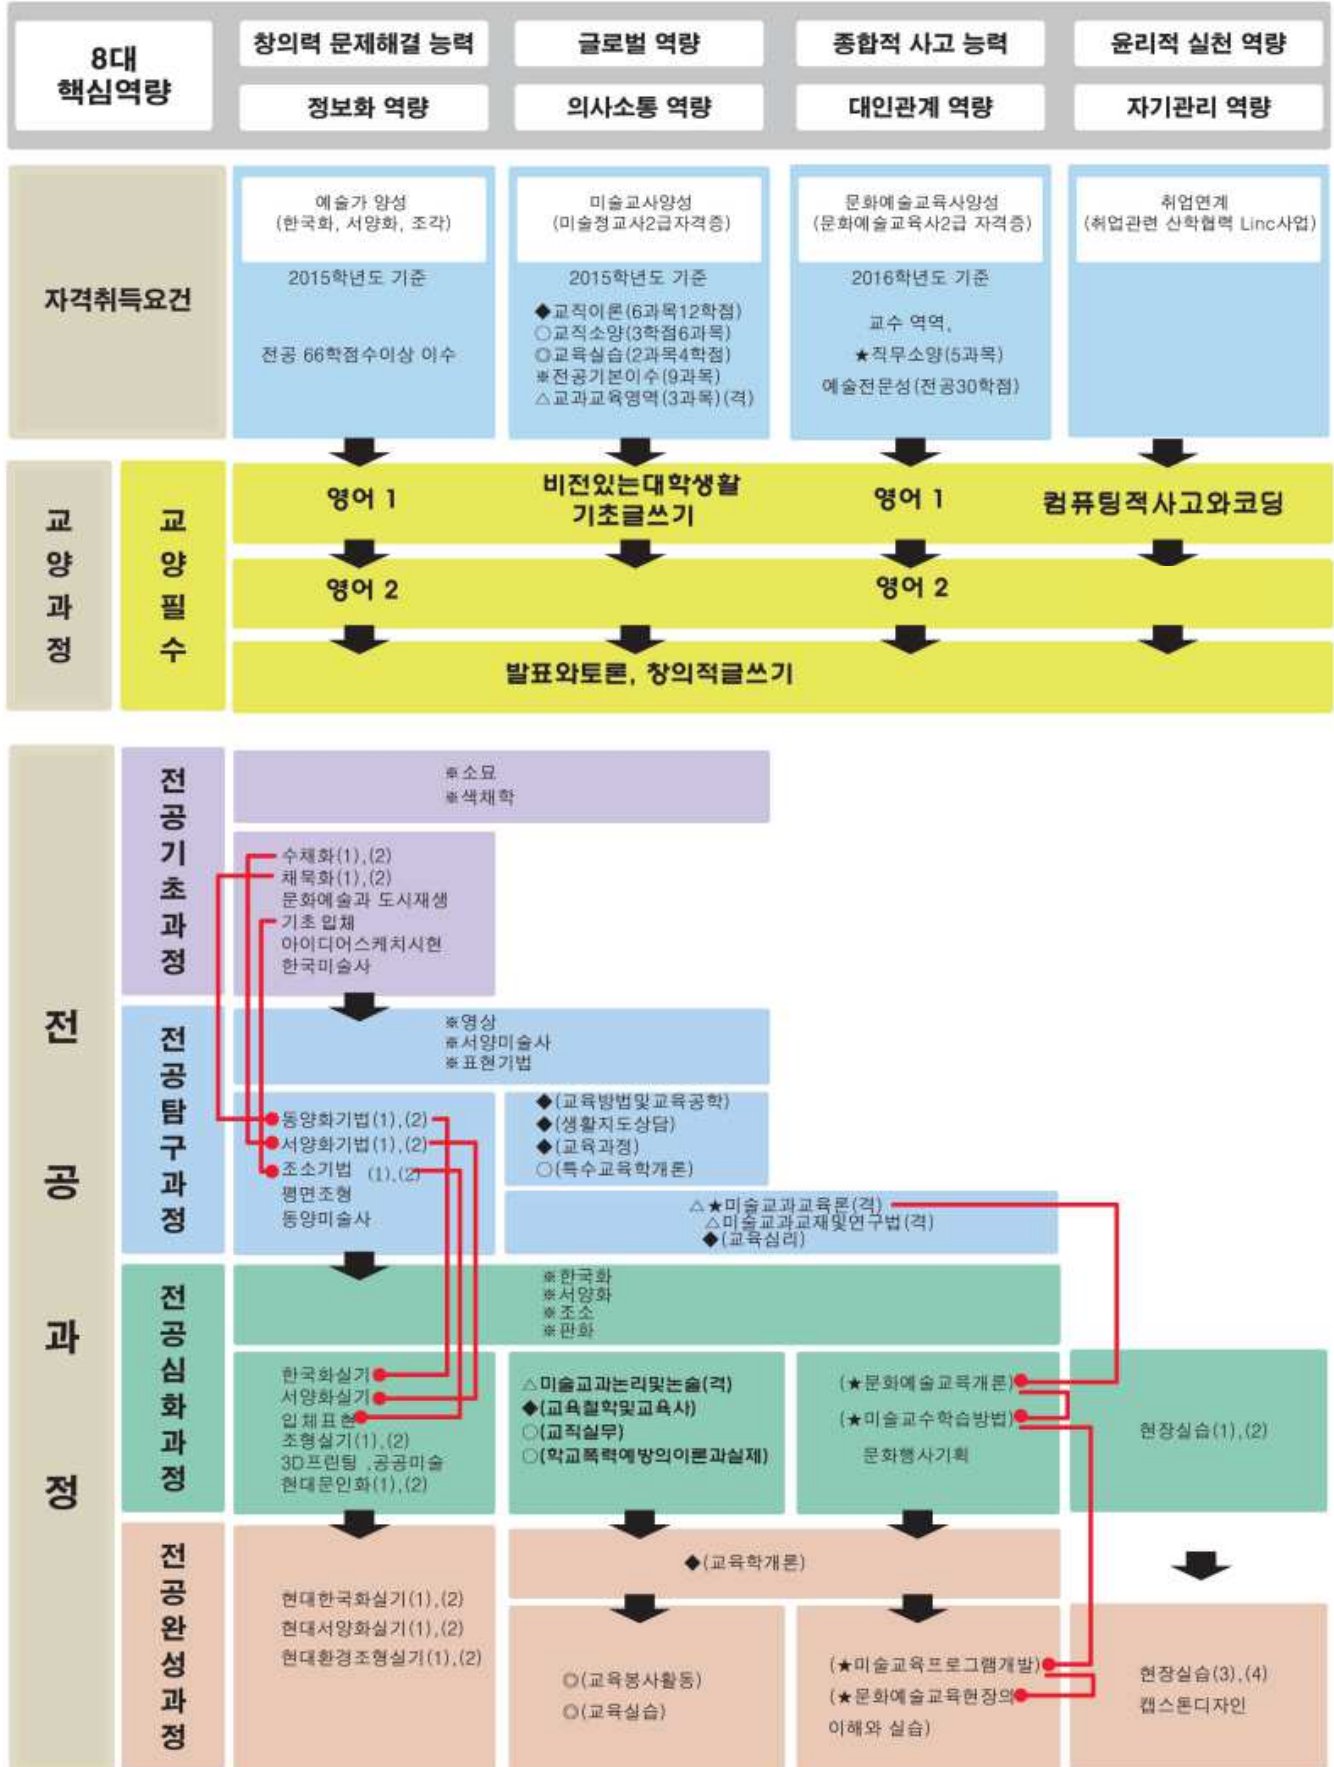 8대
핵심역량
창의력 문제해결 능력
글로벌 역량
종합적 사고 능력
윤리적 실천 역량
정보화 역량
의사소통 역량
대인관계 역량
자기관리 역량
자격취득요건
예술가 양성
(한국화, 서양화, 조각)
2015학년도 기준
전공 66학점수이상 이수
미술교사양성
(미술정교사2급자격증)
2015학년도 기준
◆교직이론(6과목12학점)
○교직소양(3학점6과목)
◎교육실습(2과목4학점)
※전공기본이수(9과목)
△교과교육영역(3과목)(격)
문화예술교육사양성
(문화예술교육사2급 자격증)
2016학년도 기준
교수 역역,
★직무소양(5과목)
예술전문성(전공30학점)
취업연계
(취업관련 산학협력 Linc사업)
교양과정
교양필수
영어 1
비전있는대학생활
기초글쓰기
영어 1
컴퓨팅적사고와코딩
영어 2
영어 2
발표와토론, 창의적글쓰기
전공과정
전공기초과정
※소묘
※색채학
수채화(1),(2)
채묵화(1),(2)
문화예술과 도시재생
기초 입체
아이디어스케치시현
한국미술사
전공탐구과정
※영상
※서양미술사
※표현기법
동양화기법(1),(2)
서양화기법(1),(2)
조소기법 (1),(2)
평면조형
동양미술사
◆(교육방법및교육공학)
◆(생활지도상담)
◆(교육과정)
○(특수교육학개론)
△★미술교과교육론(격)
△미술교과교재및연구법(격)
◆(교육심리)
전공심화과정
※한국화
※서양화
※조소
※판화
한국화실기
서양화실기
입체표현
조형실기(1),(2)
3D프린팅 ,공공미술
현대문인화(1),(2)
△미술교과논리및논술(격)
◆(교육철학및교육사)
○(교직실무)
○(학교폭력예방의이론과실제)
(★문화예술교육개론)
(★미술교수학습방법)
문화행사기획
현장실습(1),(2)
전공완성과정
현대한국화실기(1),(2)
현대서양화실기(1),(2)
현대환경조형실기(1),(2)
◆(교육학개론)
◎(교육봉사활동)
◎(교육실습)
(★미술교육프로그램개발)
(★문화예술교육현장의
이해와 실습)
현장실습(3),(4)
캡스톤디자인